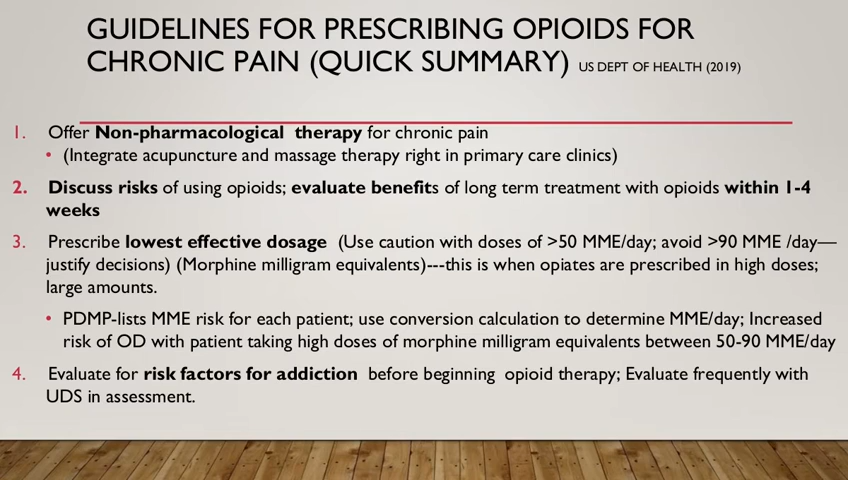 GUIDELINES FOR PRESCRIBING OPIOIDS FOR
CHRONIC PAIN (QUICK SUMMARY) US DEPT OF HEALTH (2019)
1. Offer Non-pharmacological therapy for chronic pain
• (Integrate acupuncture and massage therapy right in primary care clinics)
2. Discuss risks of using opioids; evaluate benefits of long term treatment with opioids within 1-4
weeks
3. Prescribe lowest effective dosage (Use caution with doses of >50 MME/day; avoid >90 MME /day—
justify decisions) (Morphine milligram equivalents)---this is when opiates are prescribed in high doses;
large amounts.
• PDMP-lists MME risk for each patient; use conversion calculation to determine MME/day; Increased
risk of OD with patient taking high doses of morphine milligram equivalents between 50-90 MME/day
4. Evaluate for risk factors for addiction before beginning opioid therapy; Evaluate frequently with
UDS in assessment.